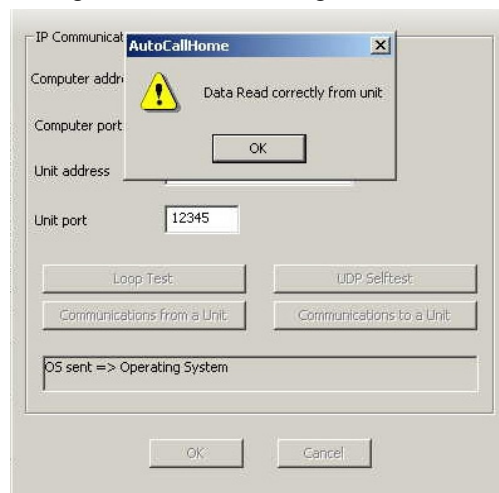 IP Communicat
AutoCallHome
Computer addr
Data Read correctly from unit
Computer port
OK
Unit address
Unit port
12345
Loop Test
UDP Selftest
Communications from a Unit
Communications to a Unit
OS sent => Operating System
OK
Cancel